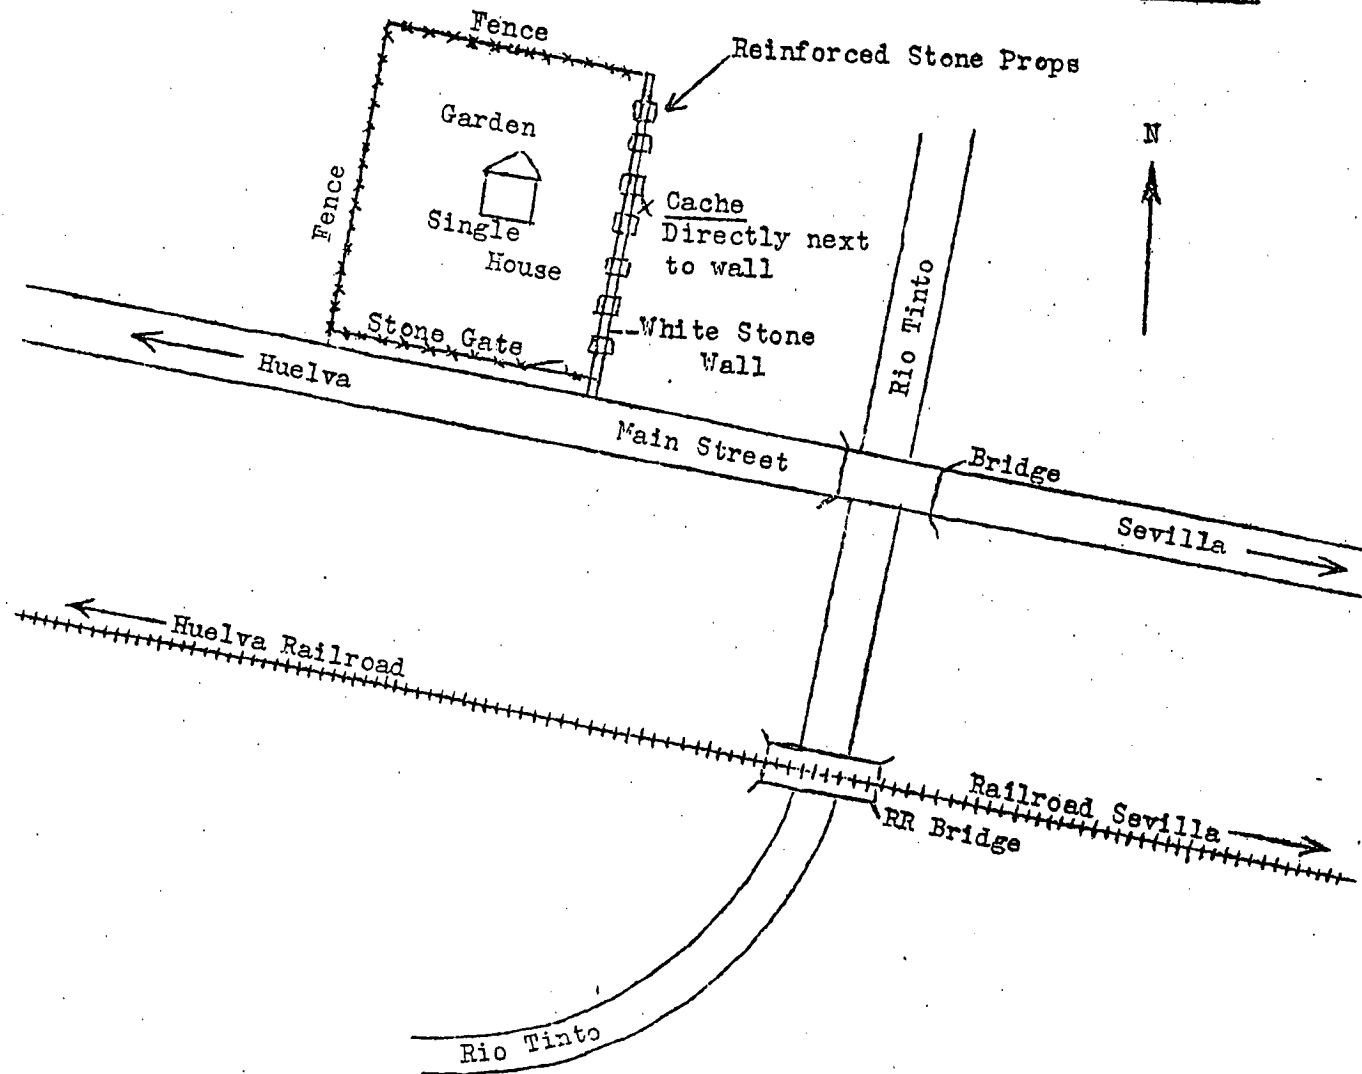 Fence
Reinforced Stone Props
Garden
N
Fence
Cache
Directly next
to wall
Single
House
Rio Tinto
Stone Gate
White Stone
Wall
Huelva
Main Street
Bridge
Sevilla
Huelva Railroad
Railroad Sevilla
RR Bridge
Rio Tinto